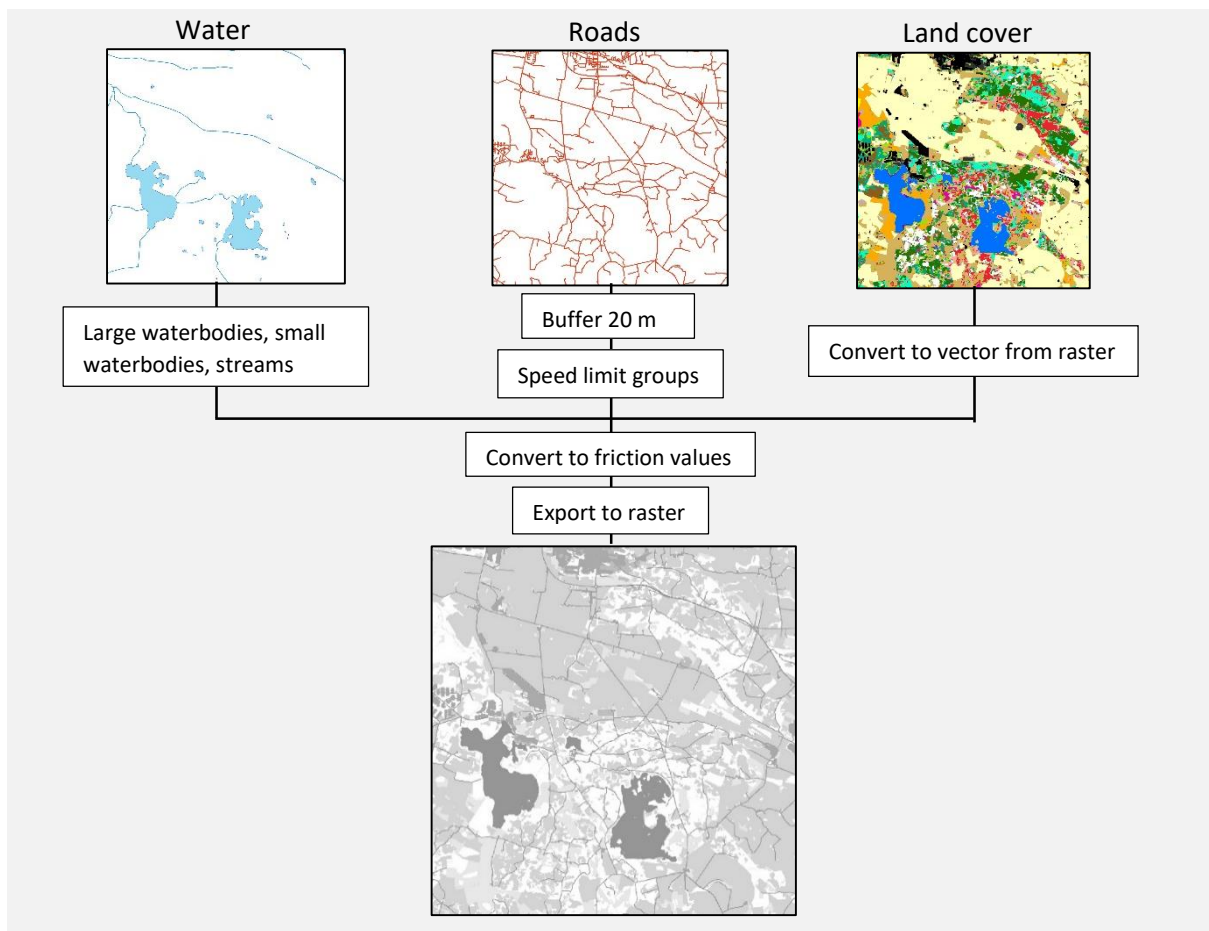 Water
Roads
Land cover
Large waterbodies, small
waterbodies, streams
Buffer 20 m
Speed limit groups
Convert to vector from raster
Convert to friction values
Export to raster